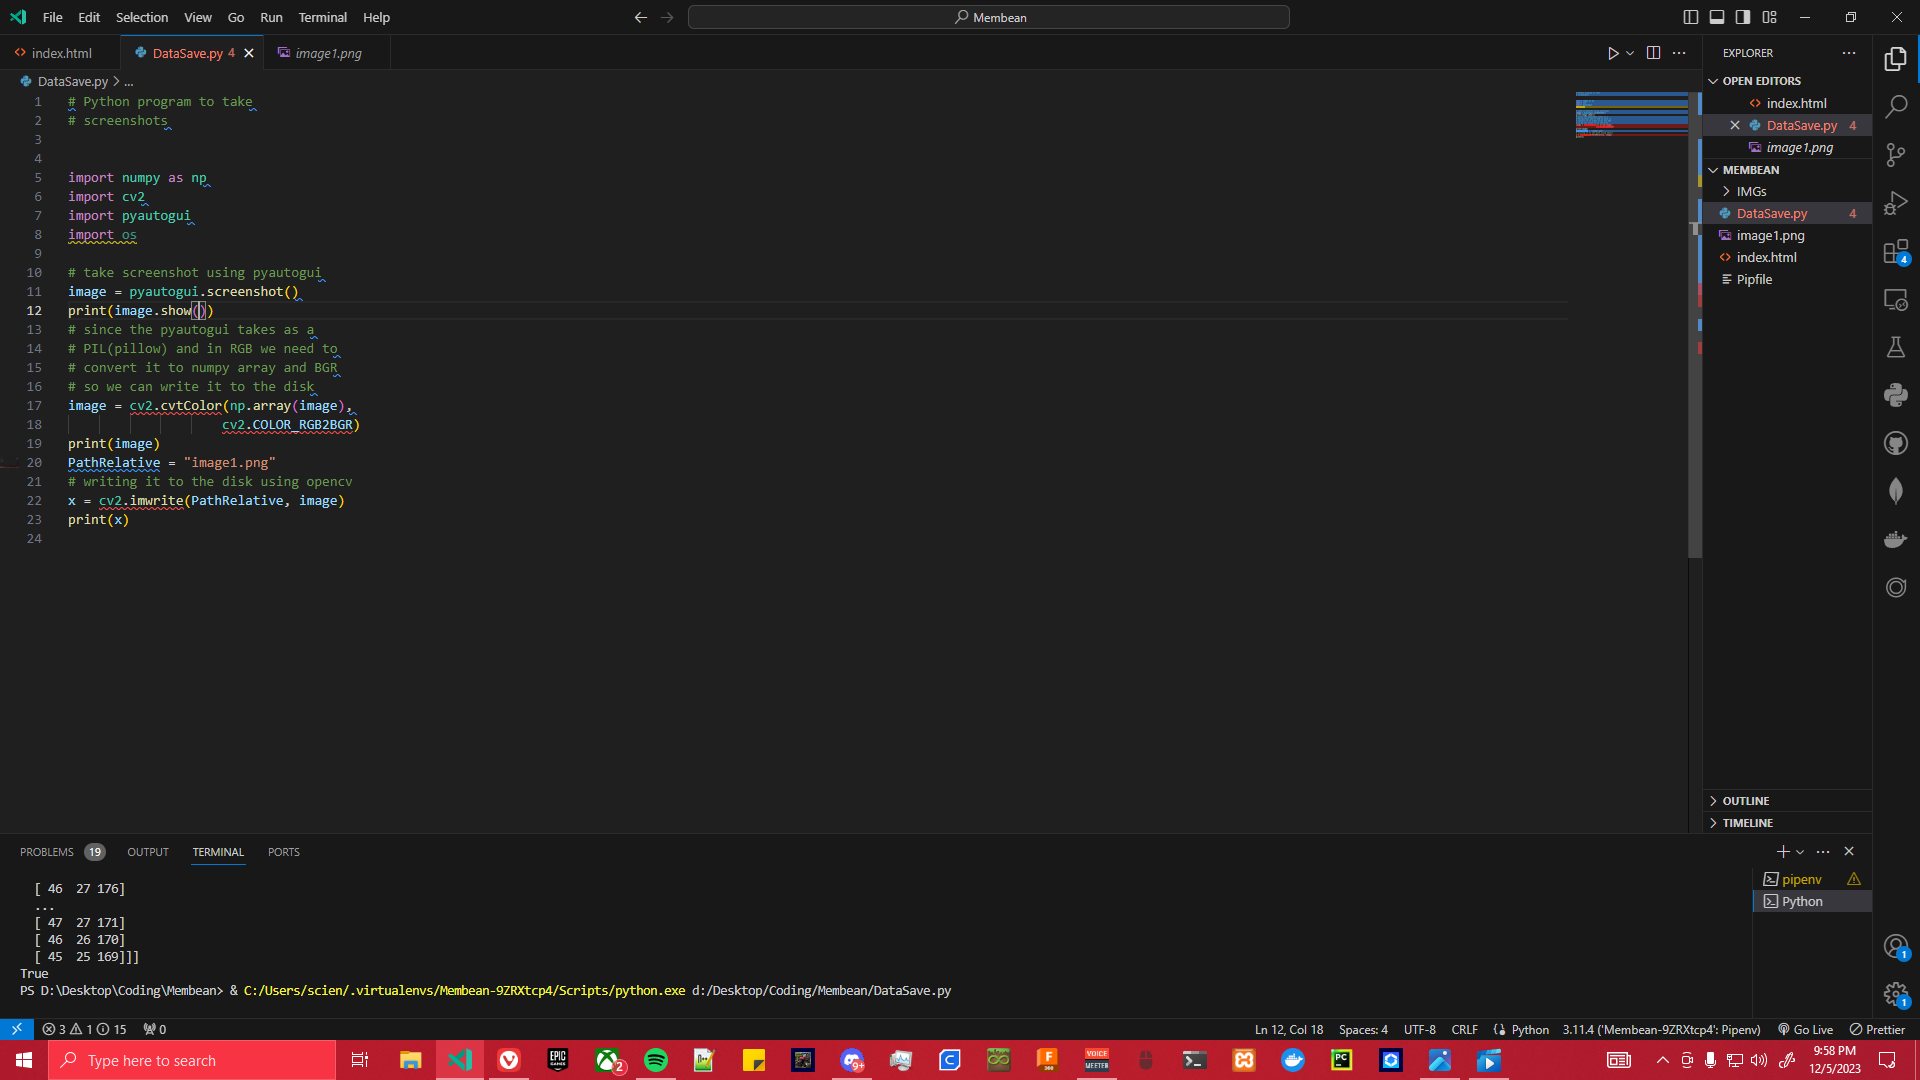 File Edit Selection View Go Run Terminal Help
Membean
index.html
DataSave.py 4
image1.png
DataSave.py > ...
1 # Python program to take
2 # screenshots
3
4
5 import numpy as np
6 import cv2
7 import pyautogui
8 import os
9
10 # take screenshot using pyautogui
11 image = pyautogui.screenshot()
12 print(image.show())
13 # since the pyautogui takes as a
14 # PIL(pillow) and in RGB we need to
15 # convert it to numpy array and BGR
16 # so we can write it to the disk
17 image = cv2.cvtColor(np.array(image),
18 cv2.COLOR_RGB2BGR)
19 print(image)
20 PathRelative = "image1.png"
21 # writing it to the disk using opencv
22 x = cv2.imwrite(PathRelative, image)
23 print(x)
24
EXPLORER
OPEN EDITORS
index.html
DataSave.py 4
image1.png
MEMBEAN
IMGs
DataSave.py 4
image1.png
index.html
Pipfile
OUTLINE
TIMELINE
4
1
1
PROBLEMS 19 OUTPUT TERMINAL PORTS
[ 46 27 176]
...
[ 47 27 171]
[ 46 26 170]
[ 45 25 169]]]
True
PS D:\Desktop\Coding\Membean> & C:/Users/scien/.virtualenvs/Membean-9ZRXtcp4/Scripts/python.exe d:/Desktop/Coding/Membean/DataSave.py
pipenv
Python
3 1 15 0
Ln 12, Col 18 Spaces: 4 UTF-8 CRLF Python 3.11.4 ('Membean-9ZRXtcp4': Pipenv) Go Live Prettier
Type here to search
EPIC GAMES
2
9+
F
VOICE MEETER
PC
9:58 PM
12/5/2023